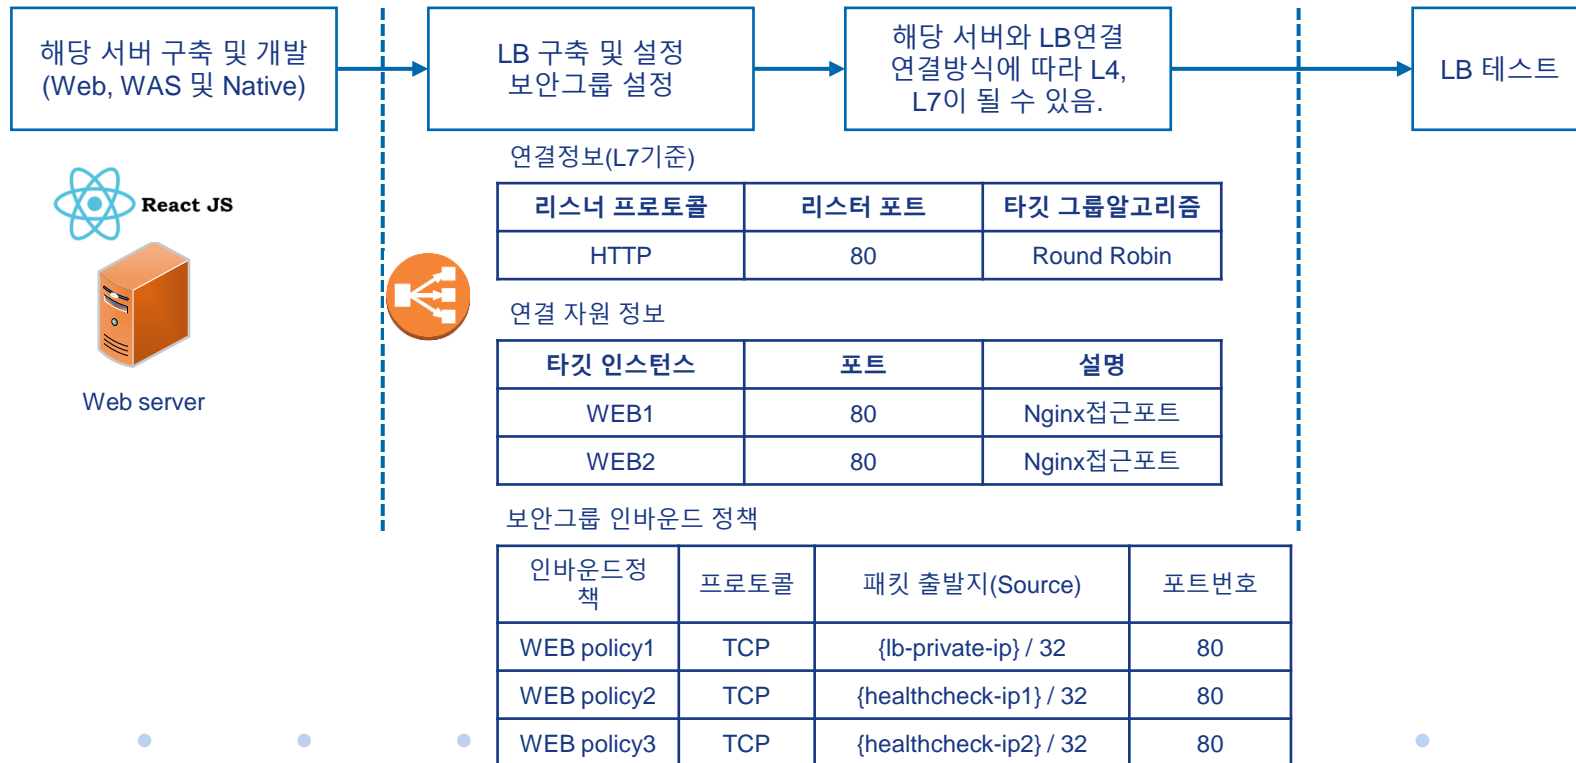 해당 서버 구축 및 개발
(Web, WAS 및 Native)
LB 구축 및 설정
보안그룹 설정
해당 서버와 LB연결
연결방식에 따라 L4,
L7이 될 수 있음.
LB 테스트
React JS
Web server
연결정보(L7기준)
리스너 프로토콜 리스터 포트 타깃 그룹알고리즘
HTTP 80 Round Robin
연결 자원 정보
타깃 인스턴스 포트 설명
WEB1 80 Nginx접근포트
WEB2 80 Nginx접근포트
보안그룹 인바운드 정책
인바운드정
책
프로토콜 패킷 출발지(Source) 포트번호
WEB policy1 TCP {lb-private-ip} / 32 80
WEB policy2 TCP {healthcheck-ip1} / 32 80
WEB policy3 TCP {healthcheck-ip2} / 32 80